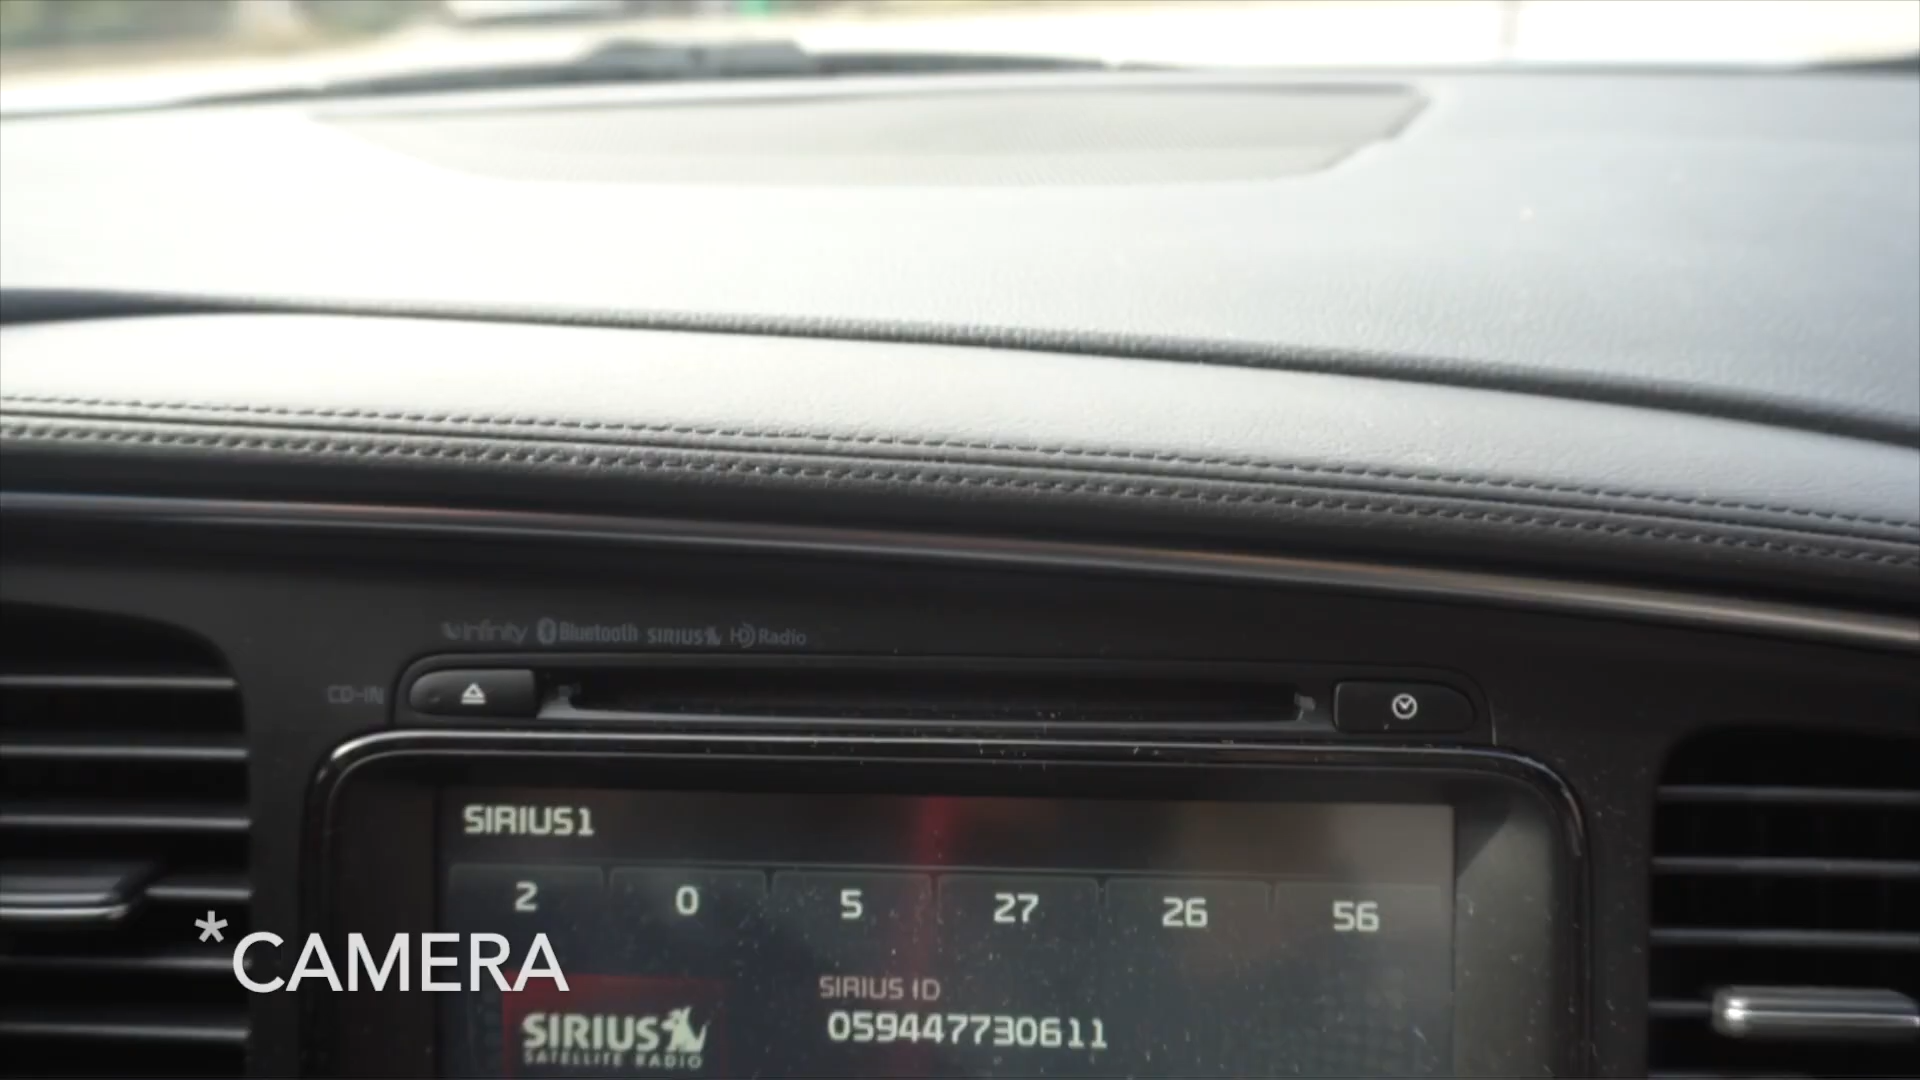 infinity Bluetooth SIRIUS HD Radio
CD-IN
SIRIUS1
2 0 5 27 26 56
*CAMERA
SIRIUS ID
059447730611
SIRIUS
SATELLITE RADIO